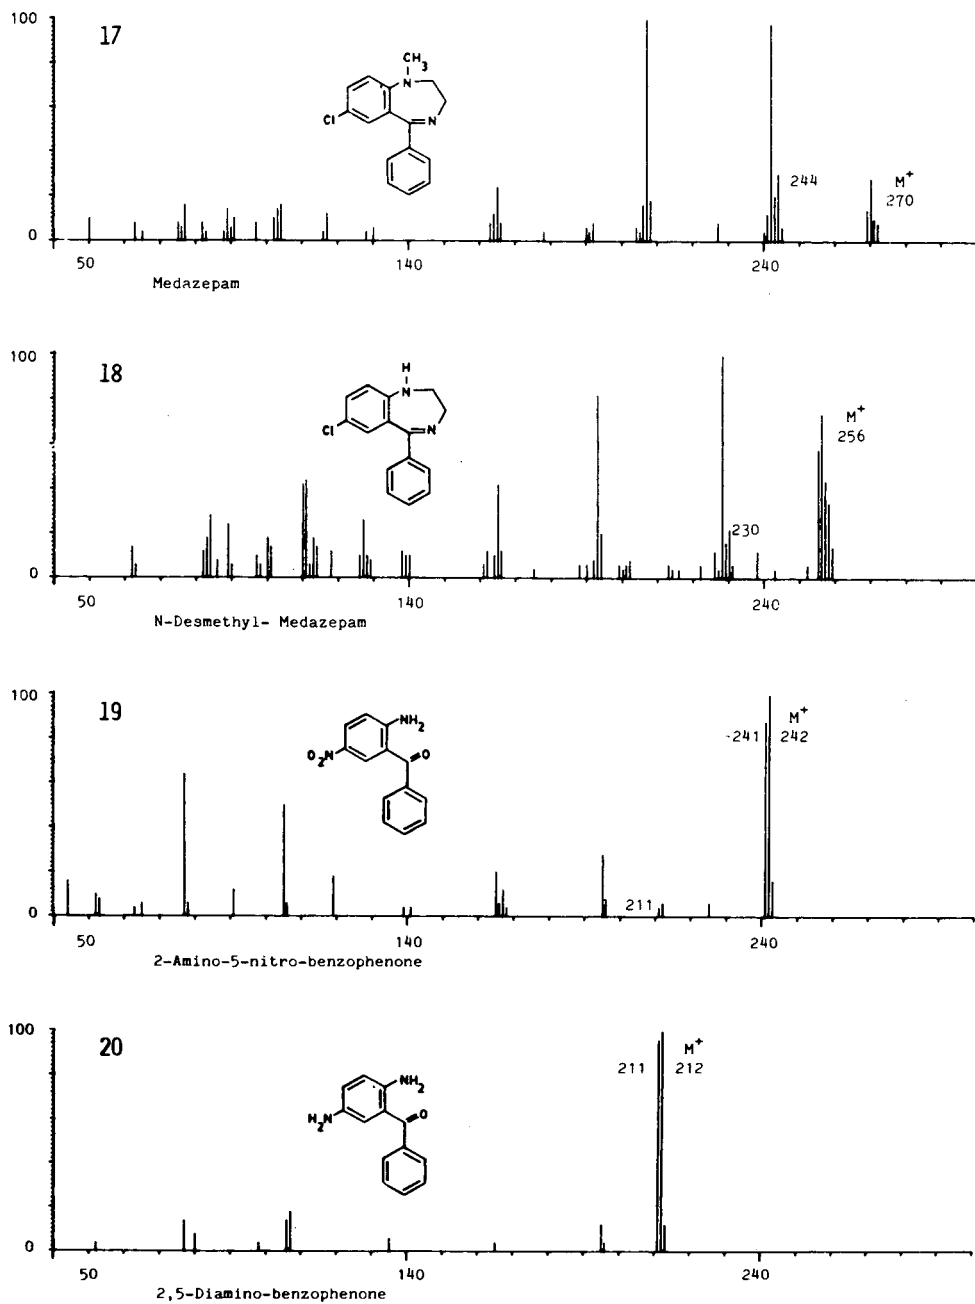 100
17
CH3
N
Cl
N
244
M+
270
0
50
140
240
Medazepam
100
18
H
N
Cl
N
230
M+
256
0
50
140
240
N-Desmethyl- Medazepam
100
19
NH2
O2N
O
-241
M+
242
211
0
50
140
240
2-Amino-5-nitro-benzophenone
100
20
NH2
H2N
O
211
M+
212
0
50
140
240
2,5-Diamino-benzophenone